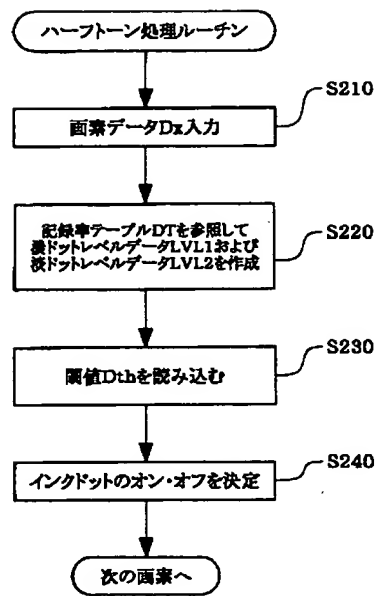 ハーフトーン処理ルーチン
S210
画素データDx入力
S220
記録率テーブルDTを参照して
濃ドットレベルデータLVL1および
淡ドットレベルデータLVL2を作成
S230
閾値Dthを読み込む
S240
インクドットのオン・オフを決定
次の画素へ